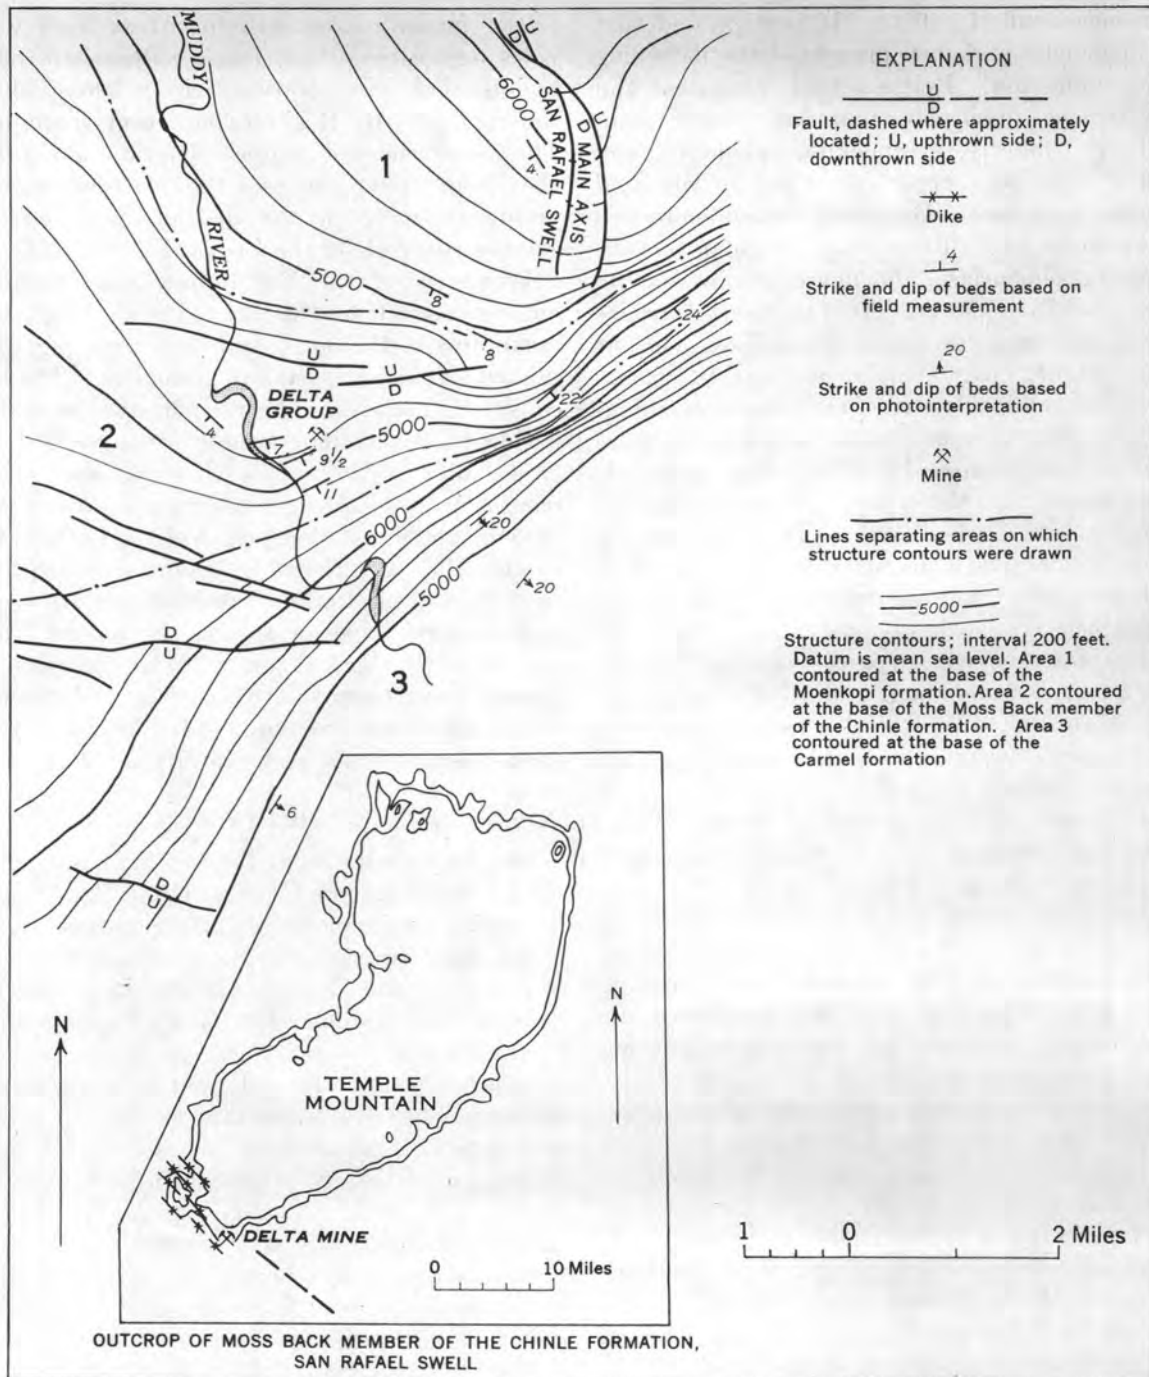 MUDDY
RIVER
1
6000
U
D
SAN RAFAEL SWELL
MAIN AXIS
U
D
4
5000
8
8
24
U
D
U
D
DELTA
GROUP
22
2
4
7
9½
5000
11
6000
20
5000
20
D
U
3
6
D
U
EXPLANATION
U
D
Fault, dashed where approximately
located; U, upthrown side; D,
downthrown side
Dike
4
Strike and dip of beds based on
field measurement
20
Strike and dip of beds based
on photointerpretation
Mine
Lines separating areas on which
structure contours were drawn
5000
Structure contours; interval 200 feet.
Datum is mean sea level. Area 1
contoured at the base of the
Moenkopi formation. Area 2 contoured
at the base of the Moss Back member
of the Chinle formation. Area 3
contoured at the base of the
Carmel formation
N
N
TEMPLE
MOUNTAIN
DELTA MINE
0 10 Miles
1 0 2 Miles
OUTCROP OF MOSS BACK MEMBER OF THE CHINLE FORMATION,
SAN RAFAEL SWELL